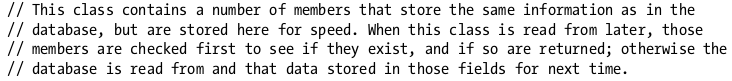 // This class contains a number of members that store the same information as in the
// database, but are stored here for speed. When this class is read from later, those
// members are checked first to see if they exist, and if so are returned; otherwise the
// database is read from and that data stored in those fields for next time.